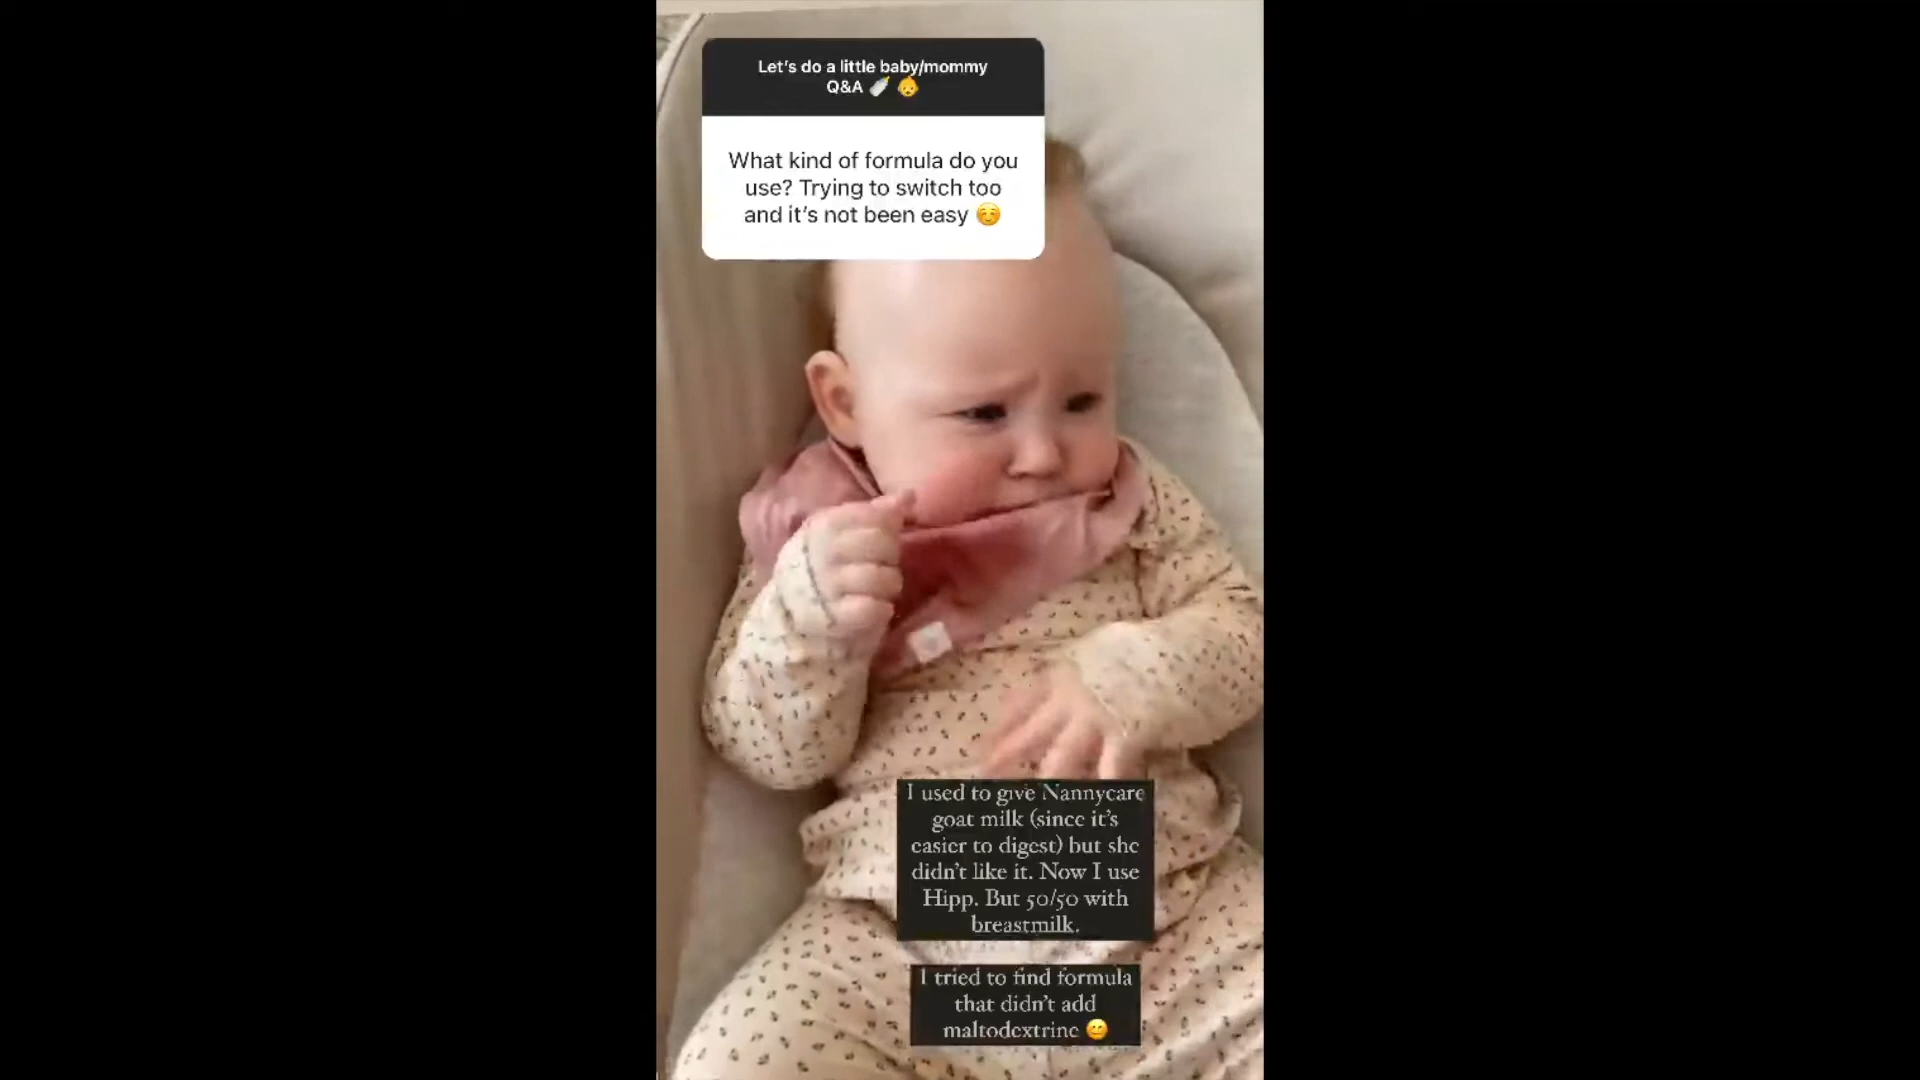 Let's do a little baby/mommy
Q&A 🍼 👶
What kind of formula do you
use? Trying to switch too
and it's not been easy ☺️
I used to give Nannycare
goat milk (since it's
easier to digest) but she
didn't like it. Now I use
Hipp. But 50/50 with
breastmilk.
I tried to find formula
that didn't add
maltodextrine 😊